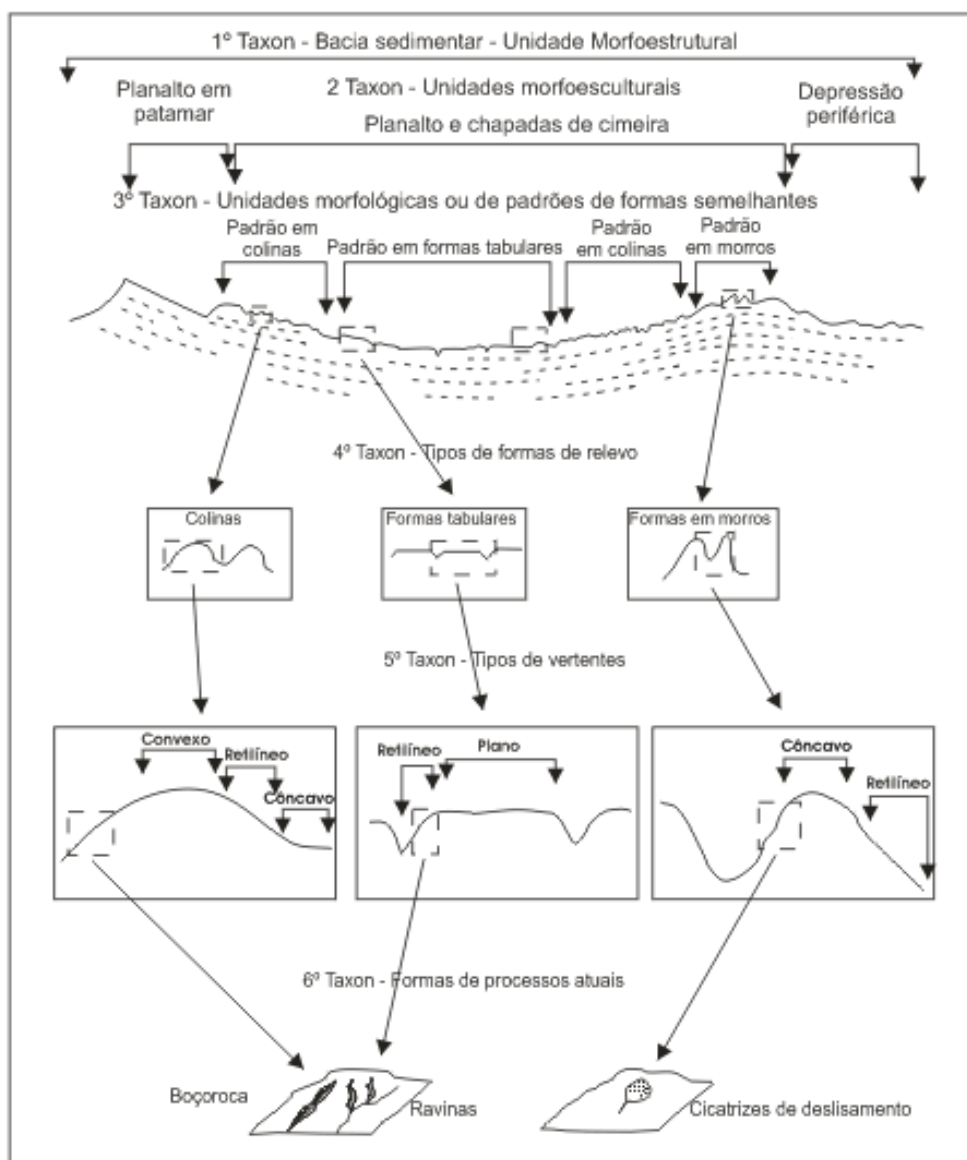 1º Taxon - Bacia sedimentar - Unidade Morfoestrutural
Planalto em
patamar
2 Taxon - Unidades morfoesculturais
Depressão
periférica
Planalto e chapadas de cimeira
3º Taxon - Unidades morfológicas ou de padrões de formas semelhantes
Padrão em
colinas
Padrão em formas tabulares
Padrão
em colinas
Padrão
em morros
4º Taxon - Tipos de formas de relevo
Colinas
Formas tabulares
Formas em morros
5º Taxon - Tipos de vertentes
Convexo
Retilíneo
Côncavo
Retilíneo
Plano
Côncavo
Retilíneo
6º Taxon - Formas de processos atuais
Boçoroca
Ravinas
Cicatrizes de deslisamento